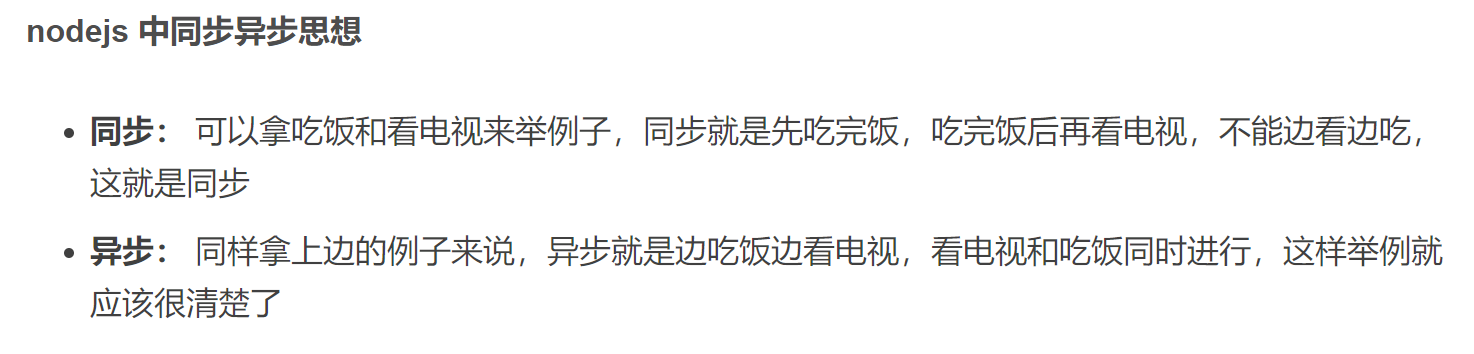 nodejs 中同步异步思想
同步： 可以拿吃饭和看电视来举例子，同步就是先吃完饭，吃完饭后再看电视，不能边看边吃，
这就是同步
异步： 同样拿上边的例子来说，异步就是边吃饭边看电视，看电视和吃饭同时进行，这样举例就
应该很清楚了